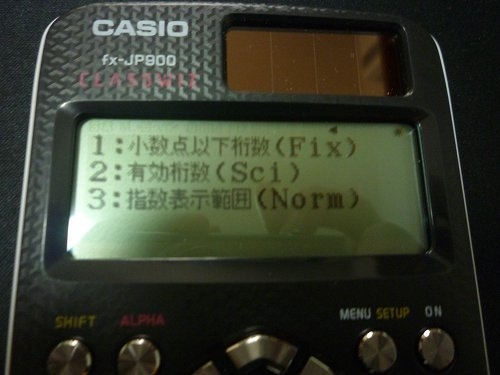 CASIO
fx-JP900
CLASSWIZ
1:小数点以下桁数(Fix)
2:有効桁数(Sci)
3:指数表示範囲(Norm)
SHIFT ALPHA MENU SETUP ON